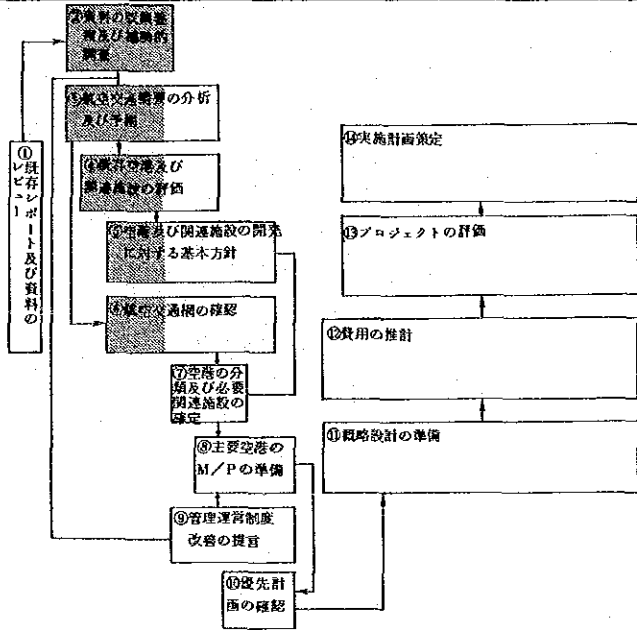 ①既存レポート及び資料の
レビュー
②資料の収集整
理及び補助的
調査
③航空交通需要の分析
及び予測
④既存空港及び
関連施設の評価
⑤空港及び関連施設の開発
に対する基本方針
⑥航空交通網の確認
⑦空港の分
類及び必要
関連施設の
確定
⑧主要空港の
M/Pの準備
⑨管理運営制度
改善の提言
⑩優先計
画の確認
⑪概略設計の準備
⑫費用の推計
⑬プロジェクトの評価
⑭実施計画策定